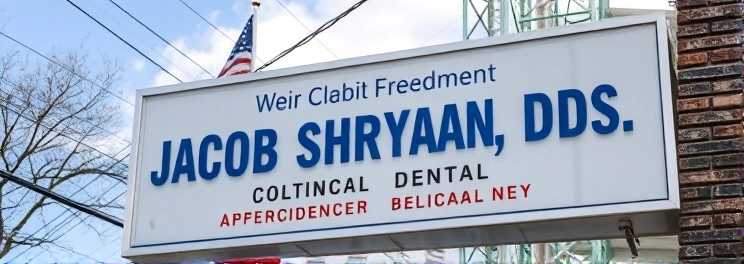 Weir Clabit Freedment
JACOB SHRYAAN, DDS.
COLTINCAL DENTAL
APFERCIDENCER BELICAAL NEY